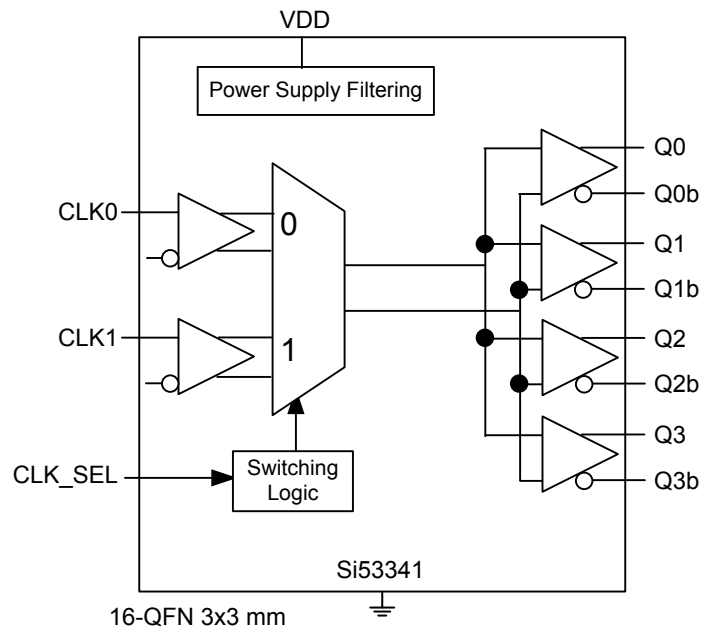 VDD
Power Supply Filtering
CLK0
0
CLK1
1
CLK_SEL
Switching
Logic
Q0
Q0b
Q1
Q1b
Q2
Q2b
Q3
Q3b
Si53341
16-QFN 3x3 mm